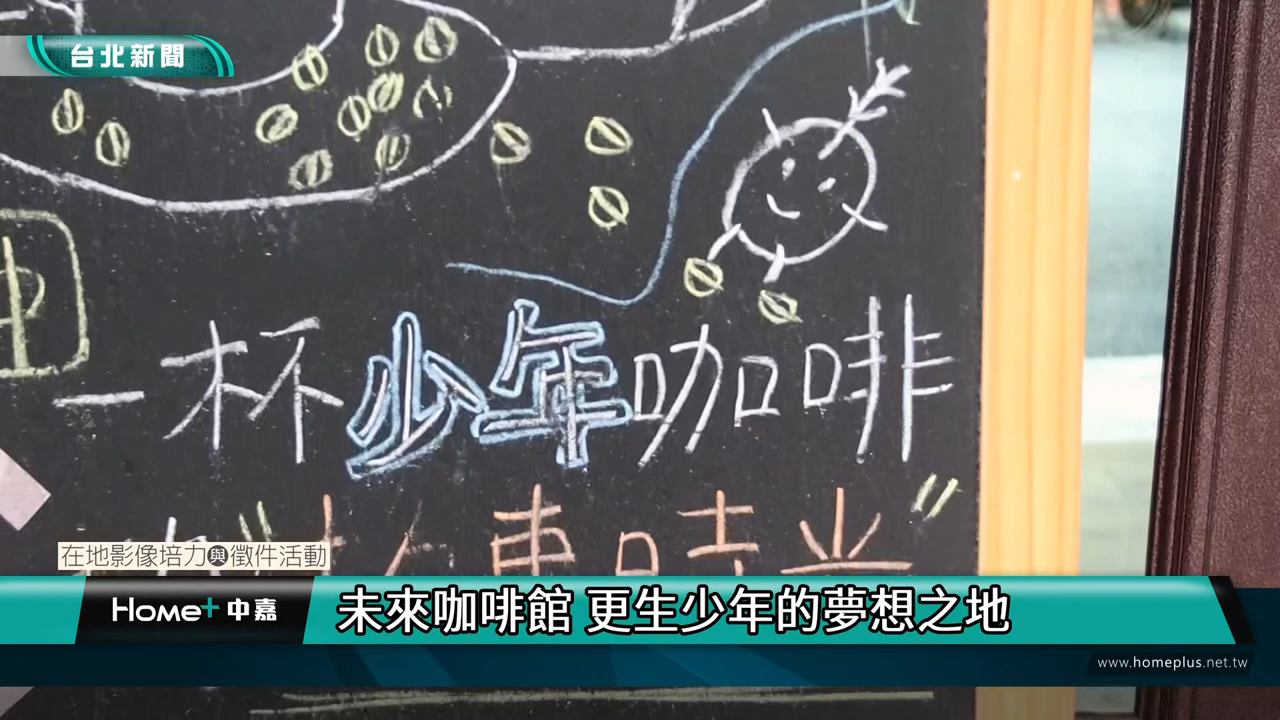 台北新聞
一杯少年咖啡
在地影像培力與徵件活動
Home+中嘉
未來咖啡館 更生少年的夢想之地
www.homeplus.net.tw